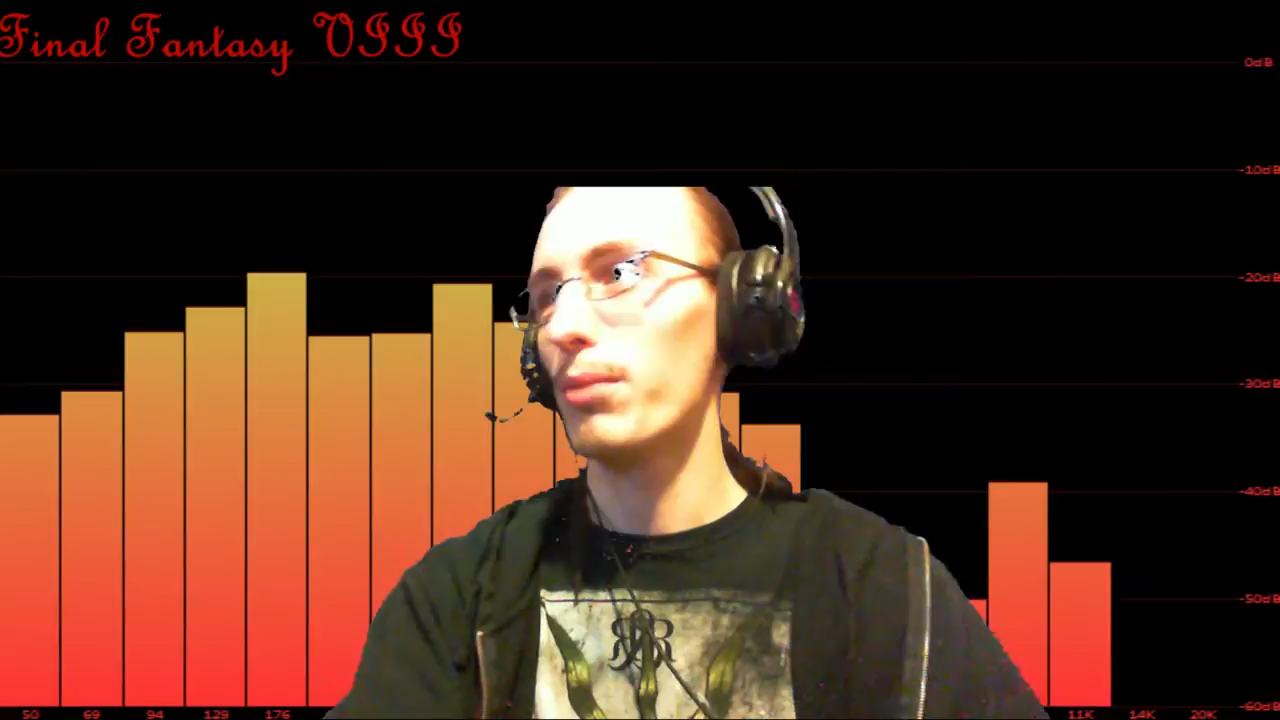 Final Fantasy VIII
0dB
-10dB
-20dB
-30dB
-40dB
-50dB
-60dB
50 69 94 129 176 11K 14K 20K